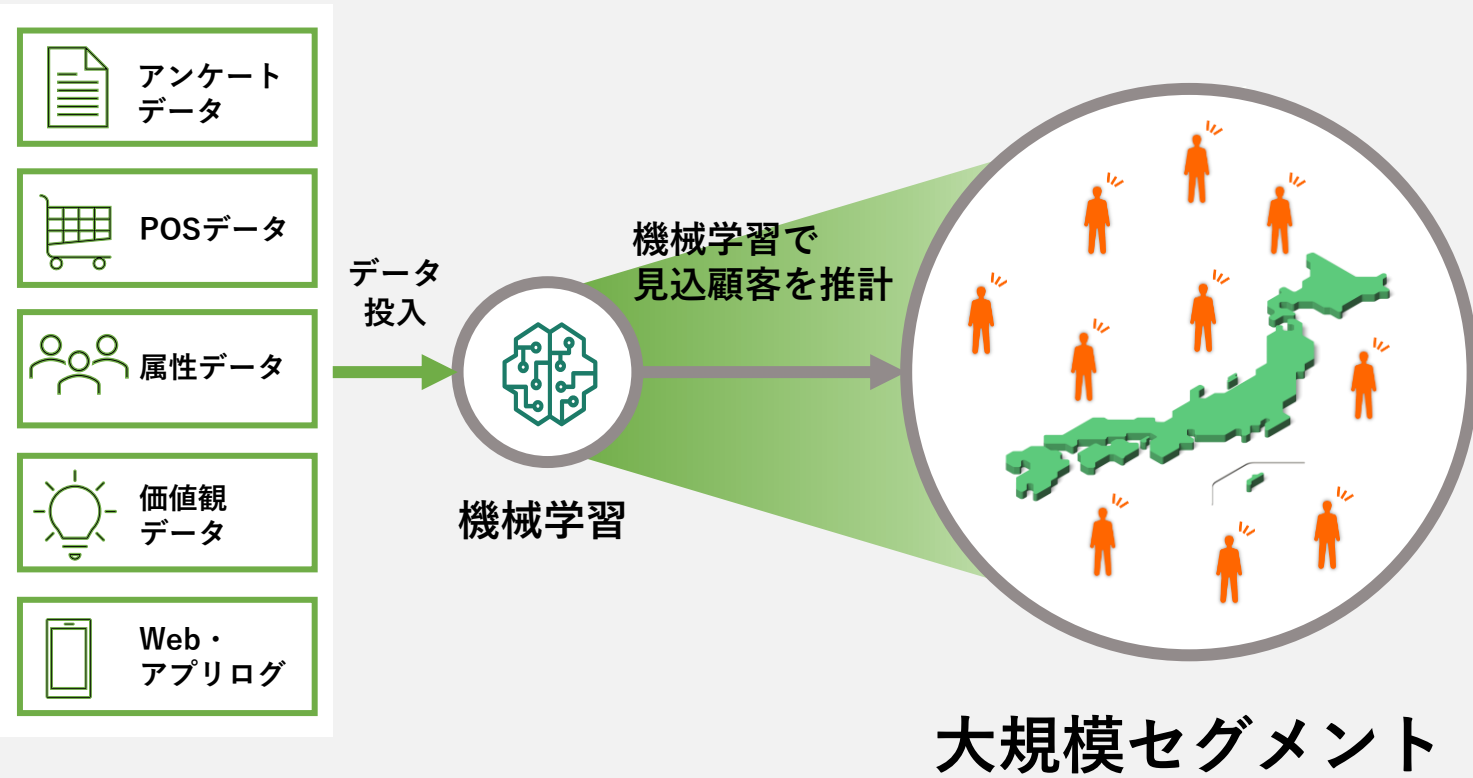 アンケート
データ
POSデータ
属性データ
価値観
データ
Web・
アプリログ
データ
投入
機械学習
機械学習で
見込顧客を推計
大規模セグメント